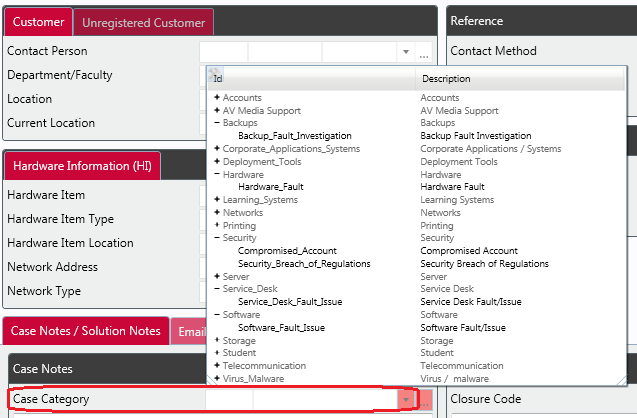 Customer Unregistered Customer Reference
Contact Person ... Contact Method
Department/Faculty
Location
Current Location
Id Description
+ Accounts Accounts
+ AV Media Support AV Media Support
− Backups Backups
Backup_Fault_Investigation Backup Fault Investigation
+ Corporate_Applications_Systems Corporate Applications / Systems
+ Deployment_Tools Deployment Tools
− Hardware Hardware
Hardware_Fault Hardware Fault
+ Learning_Systems Learning_Systems
+ Networks Networks
+ Printing Printing
− Security Security
Compromised_Account Compromised Account
Security_Breach_of_Regulations Security Breach of Regulations
+ Server Server
− Service_Desk Service_Desk
Service_Desk_Fault_Issue Service Desk Fault/Issue
− Software Software
Software_Fault_Issue Software Fault/Issue
+ Storage Storage
+ Student Student
+ Telecommunication Telecommunication
+ Virus_Malware Virus / malware
Hardware Information (HI)
Hardware Item
Hardware Item Type
Hardware Item Location
Network Address
Network Type
Case Notes / Solution Notes Email
Case Notes
Case Category ... Closure Code